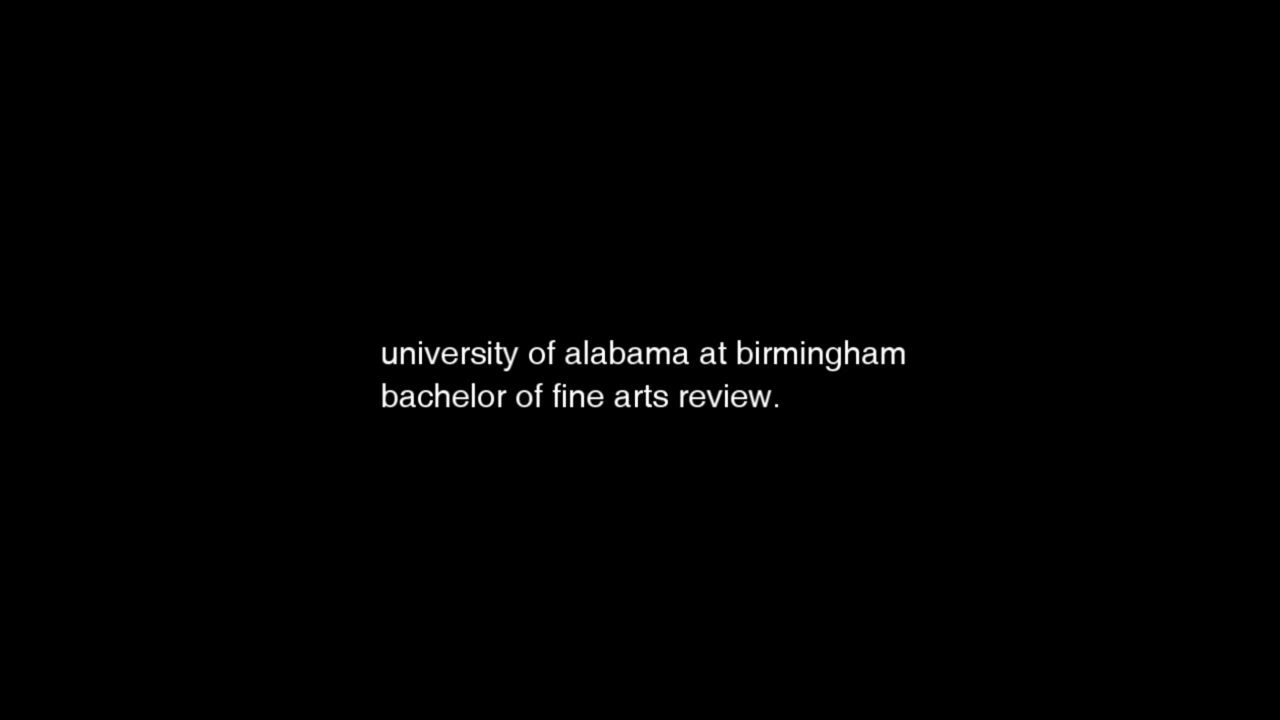 university of alabama at birmingham
bachelor of fine arts review.